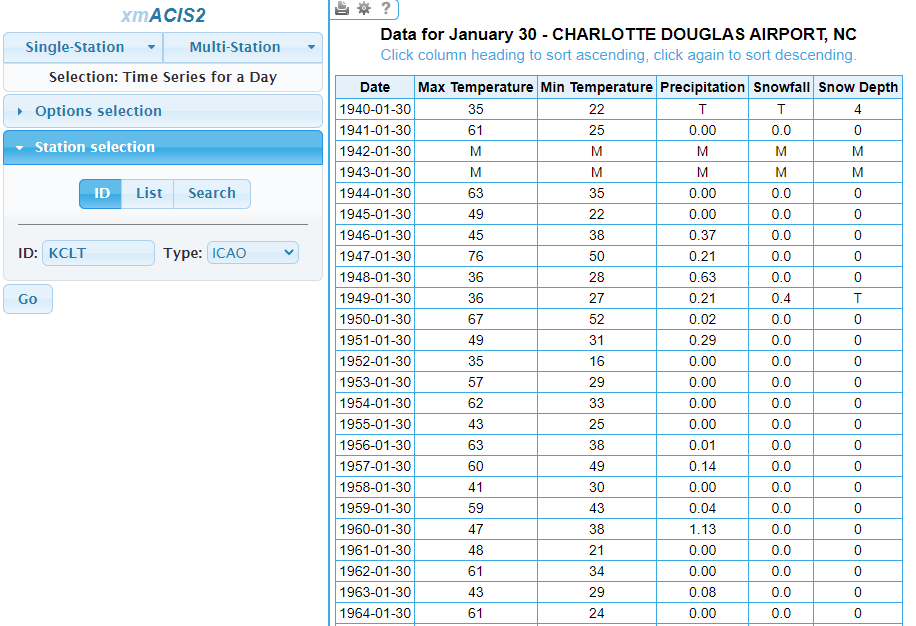 xmACIS2
Single-Station Multi-Station
Selection: Time Series for a Day
Options selection
Station selection
ID List Search
ID: KCLT Type: ICAO
Go
?
Data for January 30 - CHARLOTTE DOUGLAS AIRPORT, NC
Click column heading to sort ascending, click again to sort descending.
Date Max Temperature Min Temperature Precipitation Snowfall Snow Depth
1940-01-30 35 22 T T 4
1941-01-30 61 25 0.00 0.0 0
1942-01-30 M M M M M
1943-01-30 M M M M M
1944-01-30 63 35 0.00 0.0 0
1945-01-30 49 22 0.00 0.0 0
1946-01-30 45 38 0.37 0.0 0
1947-01-30 76 50 0.21 0.0 0
1948-01-30 36 28 0.63 0.0 0
1949-01-30 36 27 0.21 0.4 T
1950-01-30 67 52 0.02 0.0 0
1951-01-30 49 31 0.29 0.0 0
1952-01-30 35 16 0.00 0.0 0
1953-01-30 57 29 0.00 0.0 0
1954-01-30 62 33 0.00 0.0 0
1955-01-30 43 25 0.00 0.0 0
1956-01-30 63 38 0.01 0.0 0
1957-01-30 60 49 0.14 0.0 0
1958-01-30 41 30 0.00 0.0 0
1959-01-30 59 43 0.04 0.0 0
1960-01-30 47 38 1.13 0.0 0
1961-01-30 48 21 0.00 0.0 0
1962-01-30 61 34 0.00 0.0 0
1963-01-30 43 29 0.08 0.0 0
1964-01-30 61 24 0.00 0.0 0